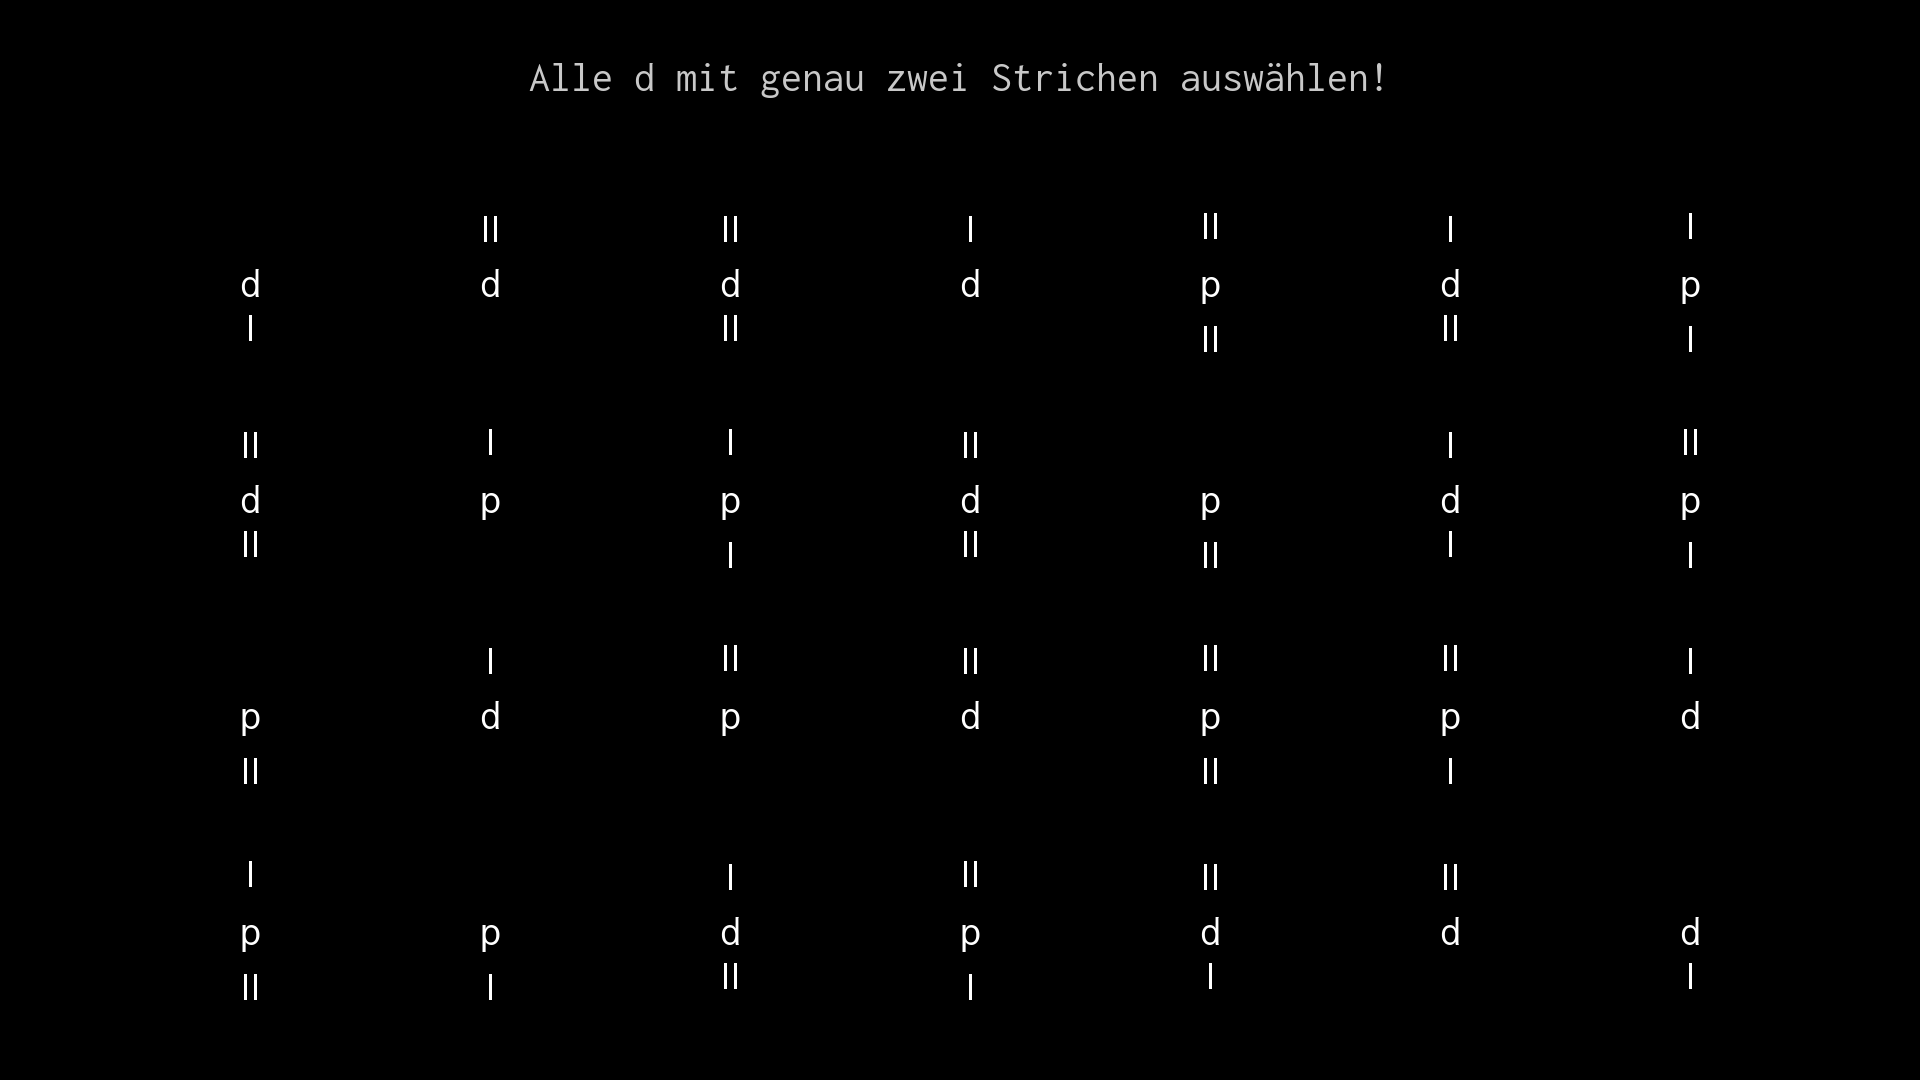 Alle d mit genau zwei Strichen auswählen!
|| || | || | |
d d d d p d p
| || || || |
|| | | || | ||
d p p d p d p
|| | || || | |
| || || || || |
p d p d p p d
|| || |
| | || || ||
p p d p d d d
|| | || | | |